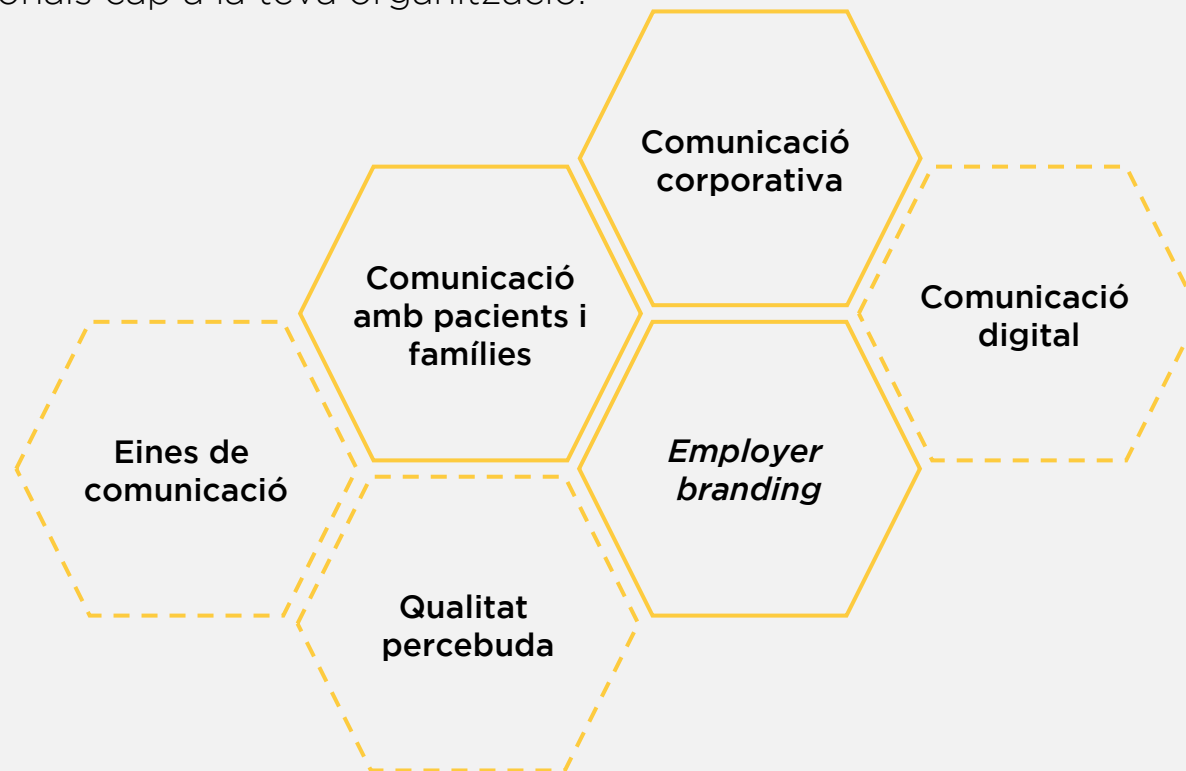 cap a la teva organització.
Comunicació
corporativa
Comunicació
amb pacients i
famílies
Comunicació
digital
Eines de
comunicació
Employer
branding
Qualitat
percebuda